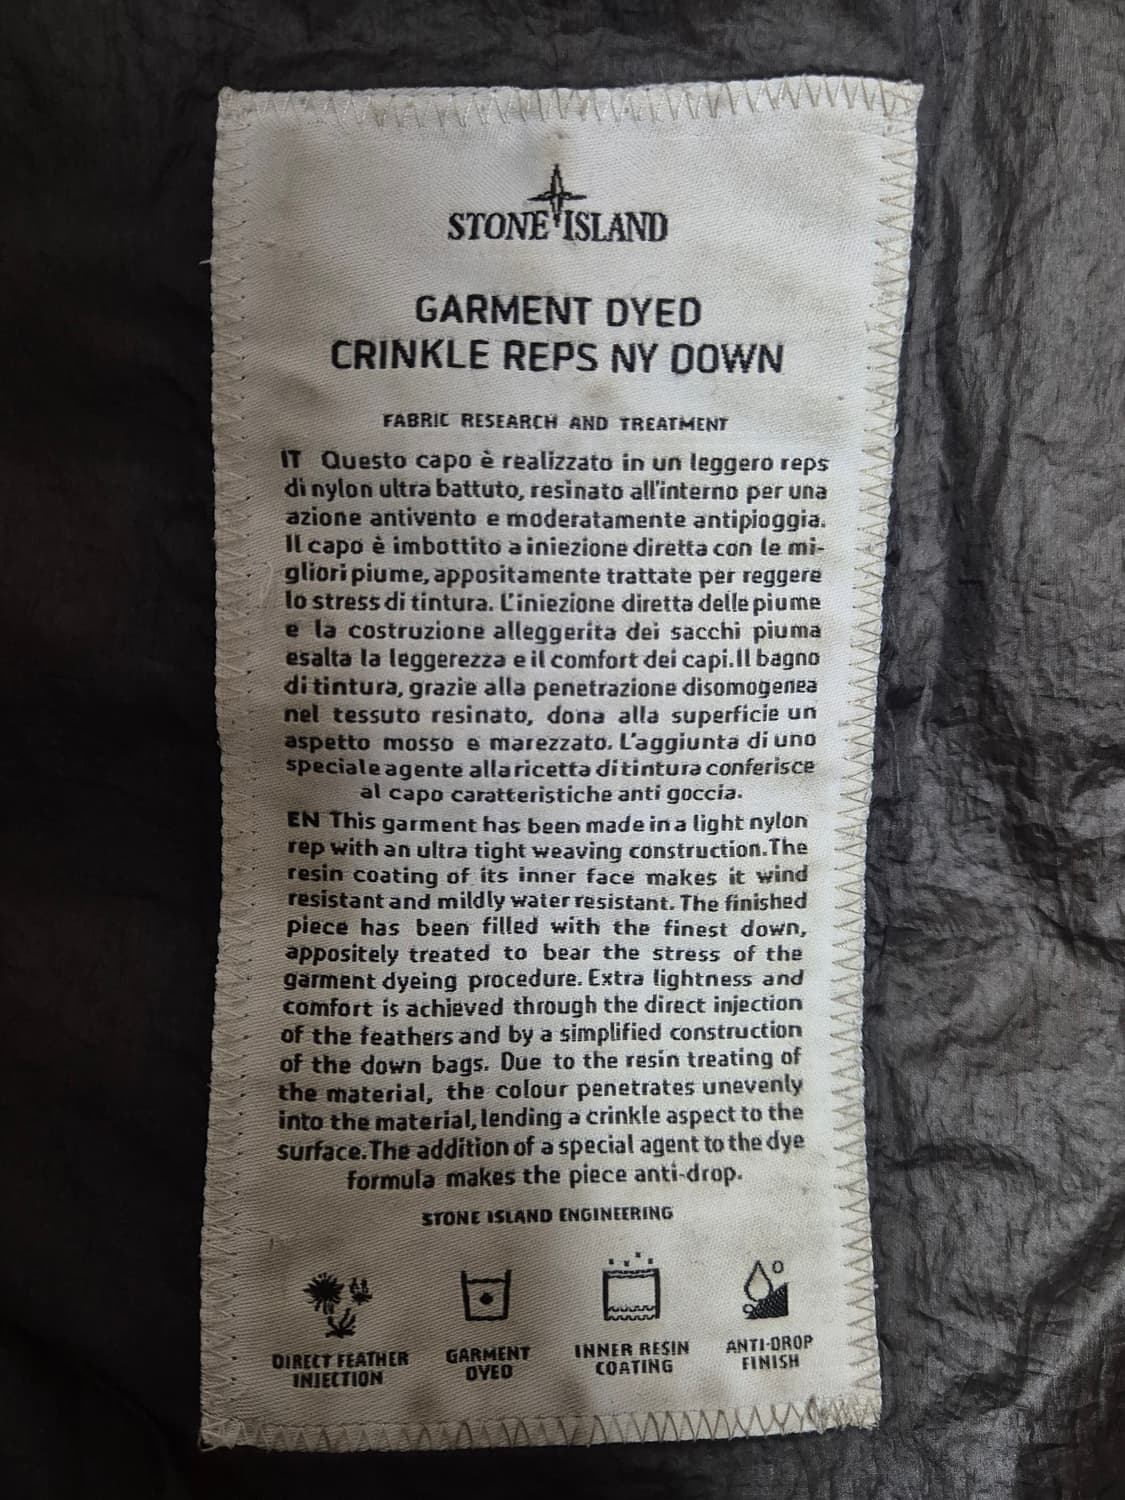 STONE ISLAND
GARMENT DYED
CRINKLE REPS NY DOWN
FABRIC RESEARCH AND TREATMENT
IT Questo capo è realizzato in un leggero reps
di nylon ultra battuto, resinato all'interno per una
azione antivento e moderatamente antipioggia.
Il capo è imbottito a iniezione diretta con le mi-
gliori piume, appositamente trattate per reggere
lo stress di tintura. L'iniezione diretta delle piume
e la costruzione alleggerita dei sacchi piuma
esalta la leggerezza e il comfort dei capi. Il bagno
di tintura, grazie alla penetrazione disomogenea
nel tessuto resinato, dona alla superficie un
aspetto mosso e marezzato. L'aggiunta di uno
speciale agente alla ricetta di tintura conferisce
al capo caratteristiche anti goccia.
EN This garment has been made in a light nylon
rep with an ultra tight weaving construction. The
resin coating of its inner face makes it wind
resistant and mildly water resistant. The finished
piece has been filled with the finest down,
appositely treated to bear the stress of the
garment dyeing procedure. Extra lightness and
comfort is achieved through the direct injection
of the feathers and by a simplified construction
of the down bags. Due to the resin treating of
the material, the colour penetrates unevenly
into the material, lending a crinkle aspect to the
surface. The addition of a special agent to the dye
formula makes the piece anti-drop.
STONE ISLAND ENGINEERING
DIRECT FEATHER
INJECTION
GARMENT
DYED
INNER RESIN
COATING
ANTI-DROP
FINISH